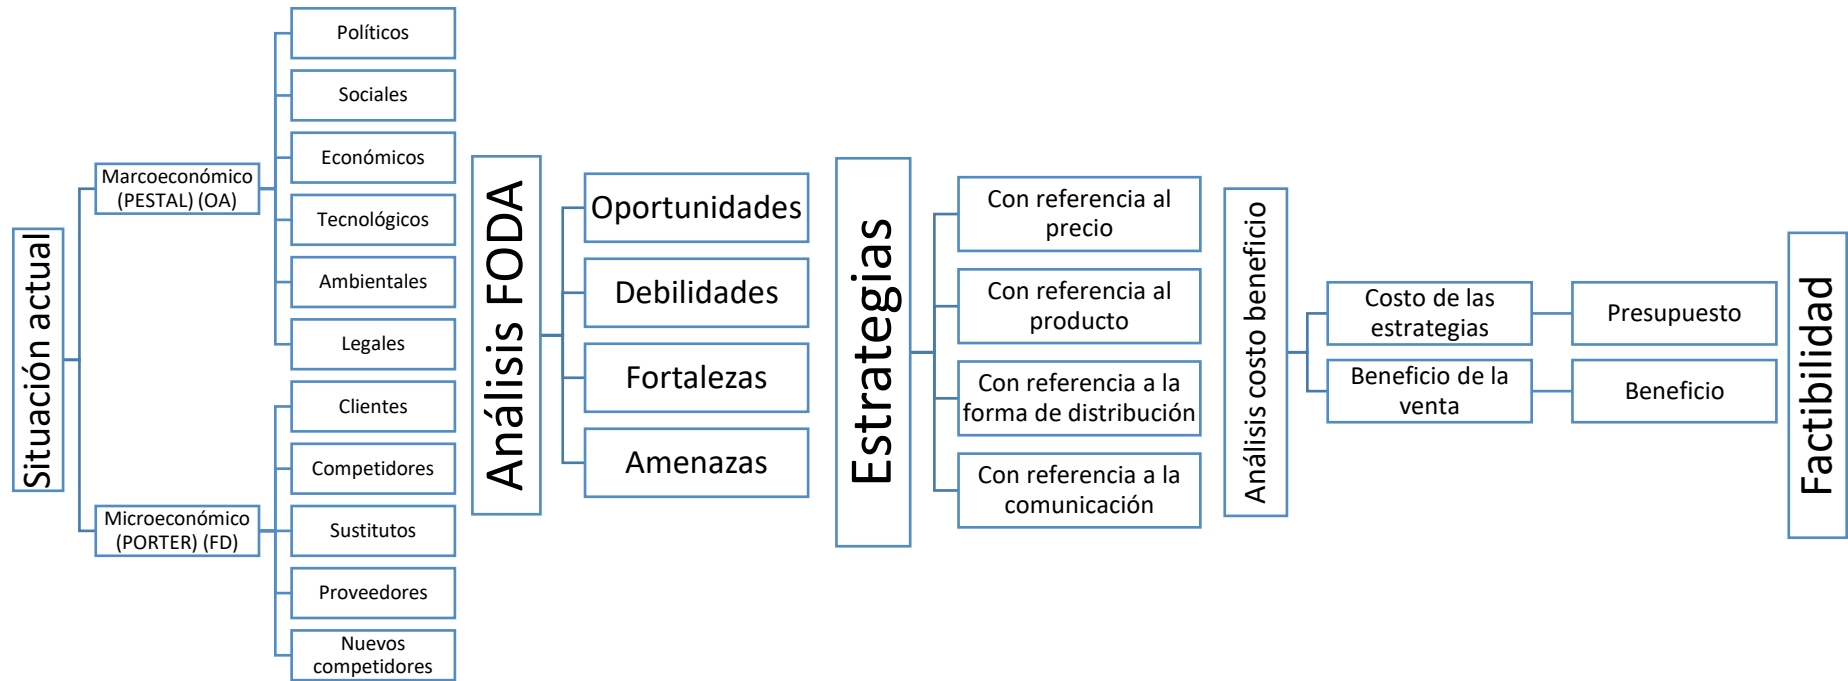 Situación actual
Marcoeconómico
(PESTAL) (OA)
Políticos
Sociales
Económicos
Tecnológicos
Ambientales
Legales
Microeconómico
(PORTER) (FD)
Clientes
Competidores
Sustitutos
Proveedores
Nuevos
competidores
Análisis FODA
Oportunidades
Debilidades
Fortalezas
Amenazas
Estrategias
Con referencia al
precio
Con referencia al
producto
Con referencia a la
forma de distribución
Con referencia a la
comunicación
Análisis costo beneficio
Costo de las
estrategias
Presupuesto
Beneficio de la
venta
Beneficio
Factibilidad